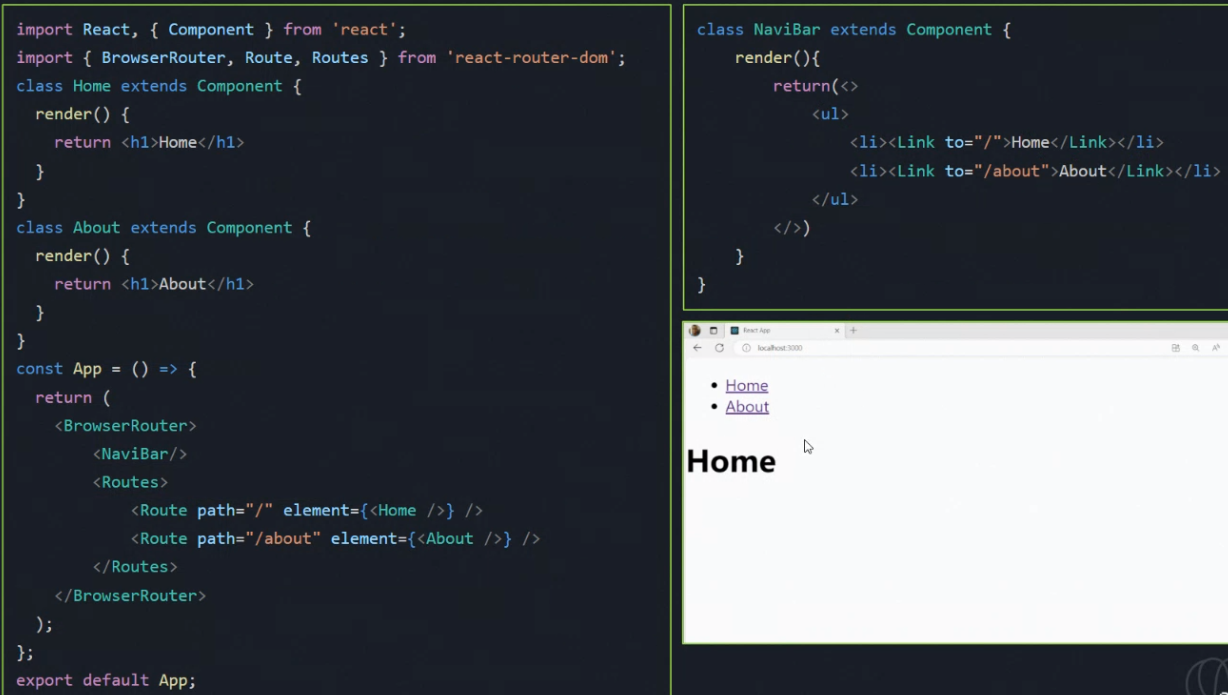 import React, { Component } from 'react';
import { BrowserRouter, Route, Routes } from 'react-router-dom';
class Home extends Component {
  render() {
    return <h1>Home</h1>
  }
}
class About extends Component {
  render() {
    return <h1>About</h1>
  }
}
const App = () => {
  return (
    <BrowserRouter>
        <NaviBar/>
        <Routes>
            <Route path="/" element={<Home />} />
            <Route path="/about" element={<About />} />
        </Routes>
    </BrowserRouter>
  );
};
export default App;
class NaviBar extends Component {
    render(){
        return(<>
            <ul>
                <li><Link to="/">Home</Link></li>
                <li><Link to="/about">About</Link></li>
            </ul>
        </>)
    }
}
React App
localhost:3000
Home
About
Home